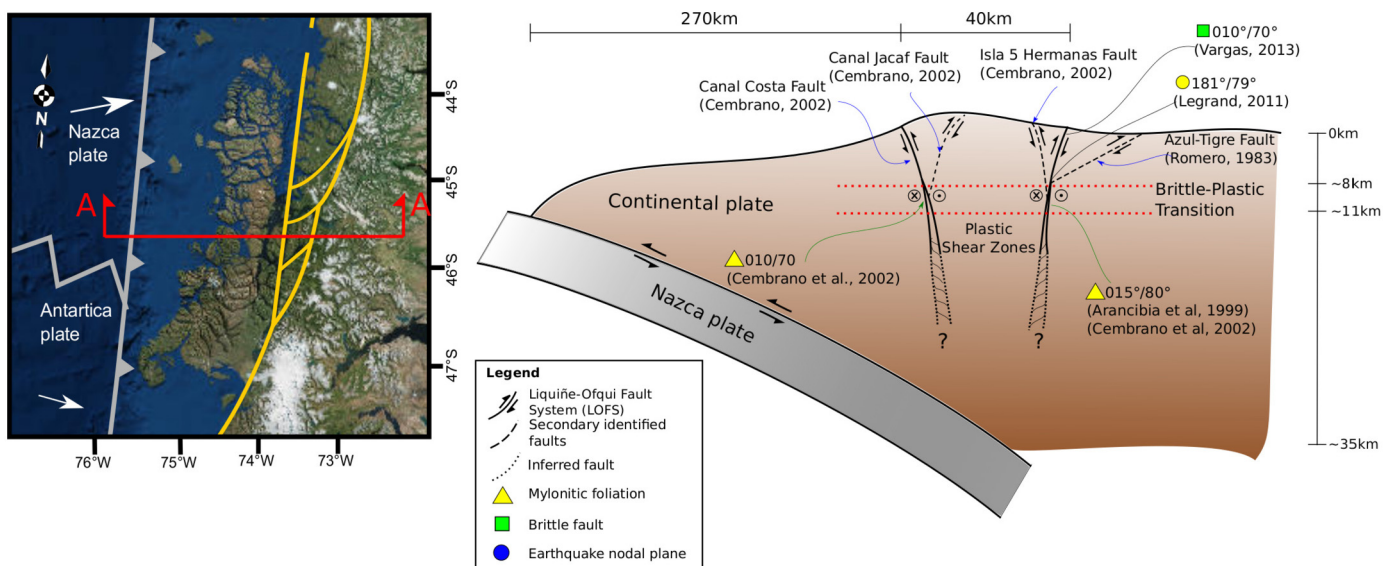 N
Nazca
plate
A
A
Antartica
plate
44°S
45°S
46°S
47°S
76°W
75°W
74°W
73°W
270km
40km
Canal Costa Fault
(Cembrano, 2002)
Canal Jacaf Fault
(Cembrano, 2002)
Isla 5 Hermanas Fault
(Cembrano, 2002)
010°/70°
(Vargas, 2013)
181°/79°
(Legrand, 2011)
Azul-Tigre Fault
(Romero, 1983)
0km
~8km
~11km
~35km
Brittle-Plastic
Transition
Continental plate
Plastic
Shear Zones
010/70
(Cembrano et al., 2002)
015°/80°
(Arancibia et al, 1999)
(Cembrano et al, 2002)
?
?
Nazca plate
Legend
Liquiñe-Ofqui Fault
System (LOFS)
Secondary identified
faults
Inferred fault
Mylonitic foliation
Brittle fault
Earthquake nodal plane